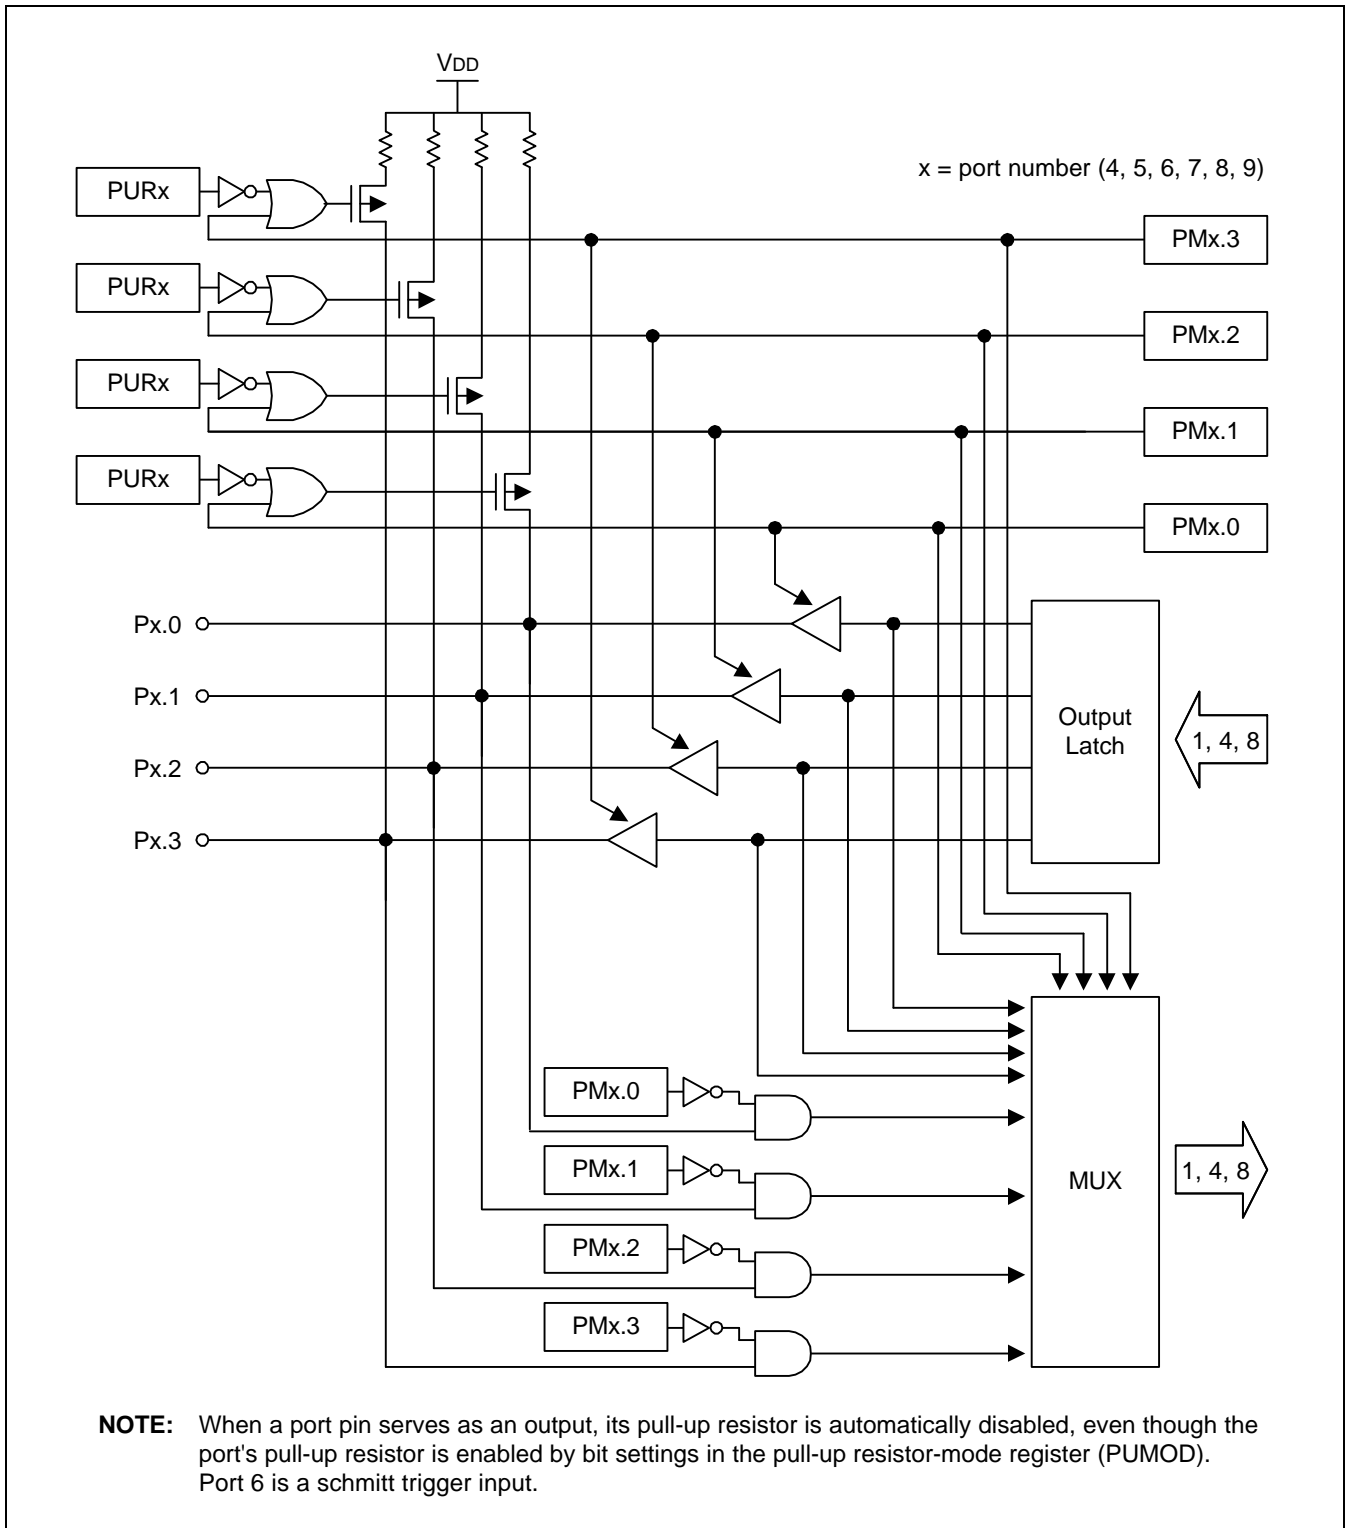 VDD
x = port number (4, 5, 6, 7, 8, 9)
PURx
PMx.3
PURx
PMx.2
PURx
PMx.1
PURx
PMx.0
Px.0
Px.1
Px.2
Px.3
Output
Latch
1, 4, 8
PMx.0
PMx.1
PMx.2
PMx.3
MUX
1, 4, 8
NOTE: When a port pin serves as an output, its pull-up resistor is automatically disabled, even though the
port's pull-up resistor is enabled by bit settings in the pull-up resistor-mode register (PUMOD).
Port 6 is a schmitt trigger input.